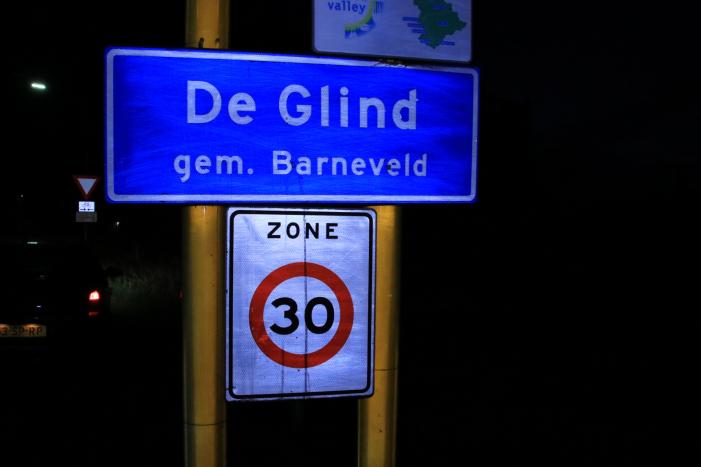 valley
De Glind
gem. Barneveld
ZONE
30